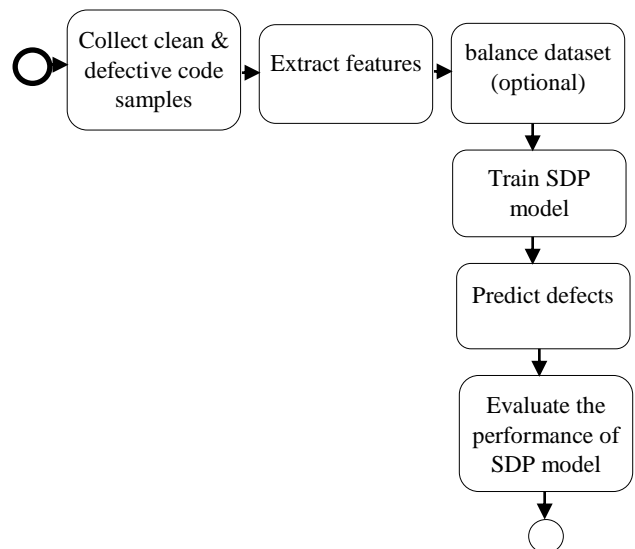 Collect clean &
defective code
samples
Extract features
balance dataset
(optional)
Train SDP
model
Predict defects
Evaluate the
performance of
SDP model